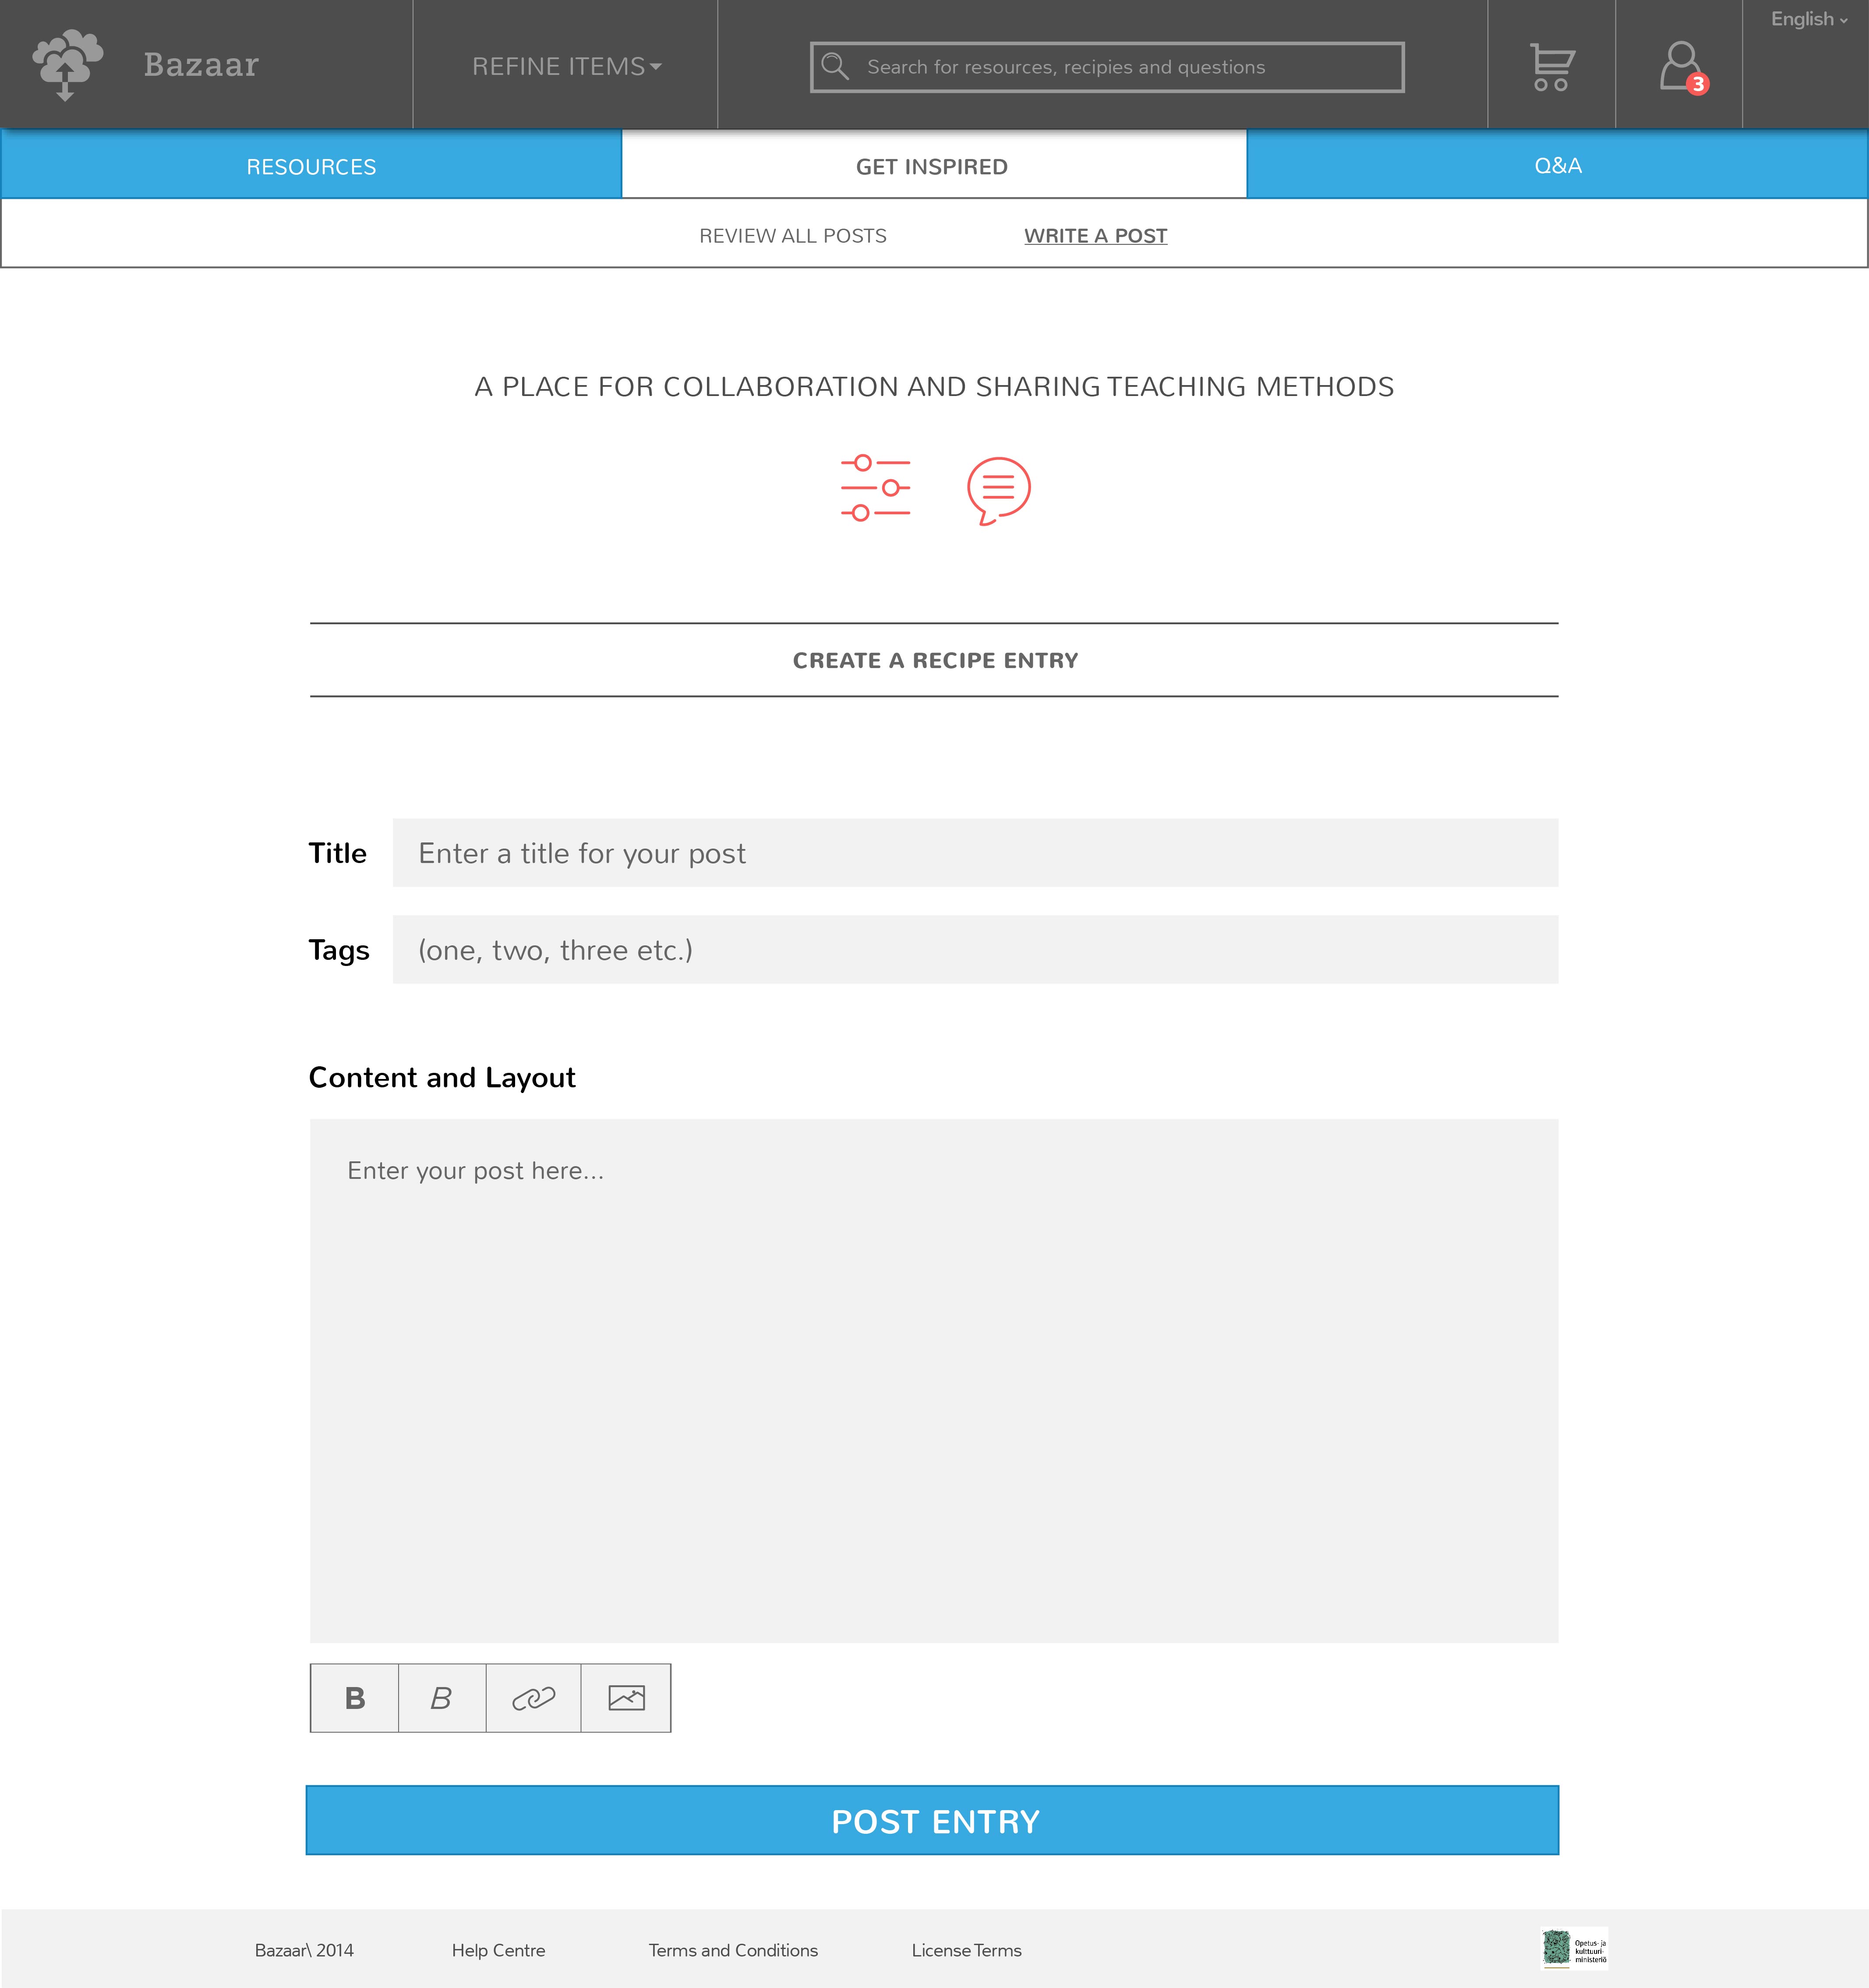 English
Bazaar
REFINE ITEMS
Search for resources, recipies and questions
3
RESOURCES
GET INSPIRED
Q&A
REVIEW ALL POSTS
WRITE A POST
A PLACE FOR COLLABORATION AND SHARING TEACHING METHODS
CREATE A RECIPE ENTRY
Title
Enter a title for your post
Tags
(one, two, three etc.)
Content and Layout
Enter your post here...
B
B
POST ENTRY
Bazaar\ 2014
Help Centre
Terms and Conditions
License Terms
Opetus- ja
kulttuuri-
ministeriö